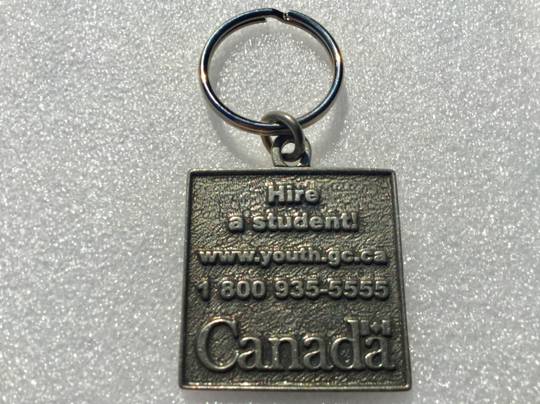 Hire
a student!
www.youth.gc.ca
1 800 935-5555
Canada